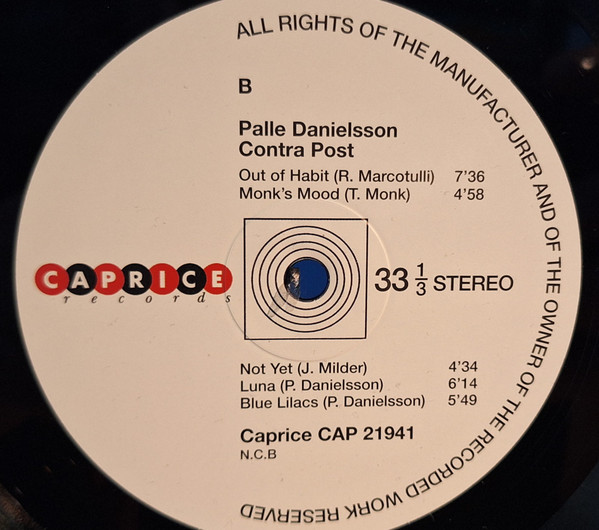 ALL RIGHTS OF THE MANUFACTURER AND OF THE OWNER OF THE RECORDED WORK RESERVED
B
Palle Danielsson
Contra Post
Out of Habit (R. Marcotulli) 7'36
Monk's Mood (T. Monk) 4'58
CAPRICE
records
33 1/3 STEREO
Not Yet (J. Milder) 4'34
Luna (P. Danielsson) 6'14
Blue Lilacs (P. Danielsson) 5'49
Caprice CAP 21941
N.C.B